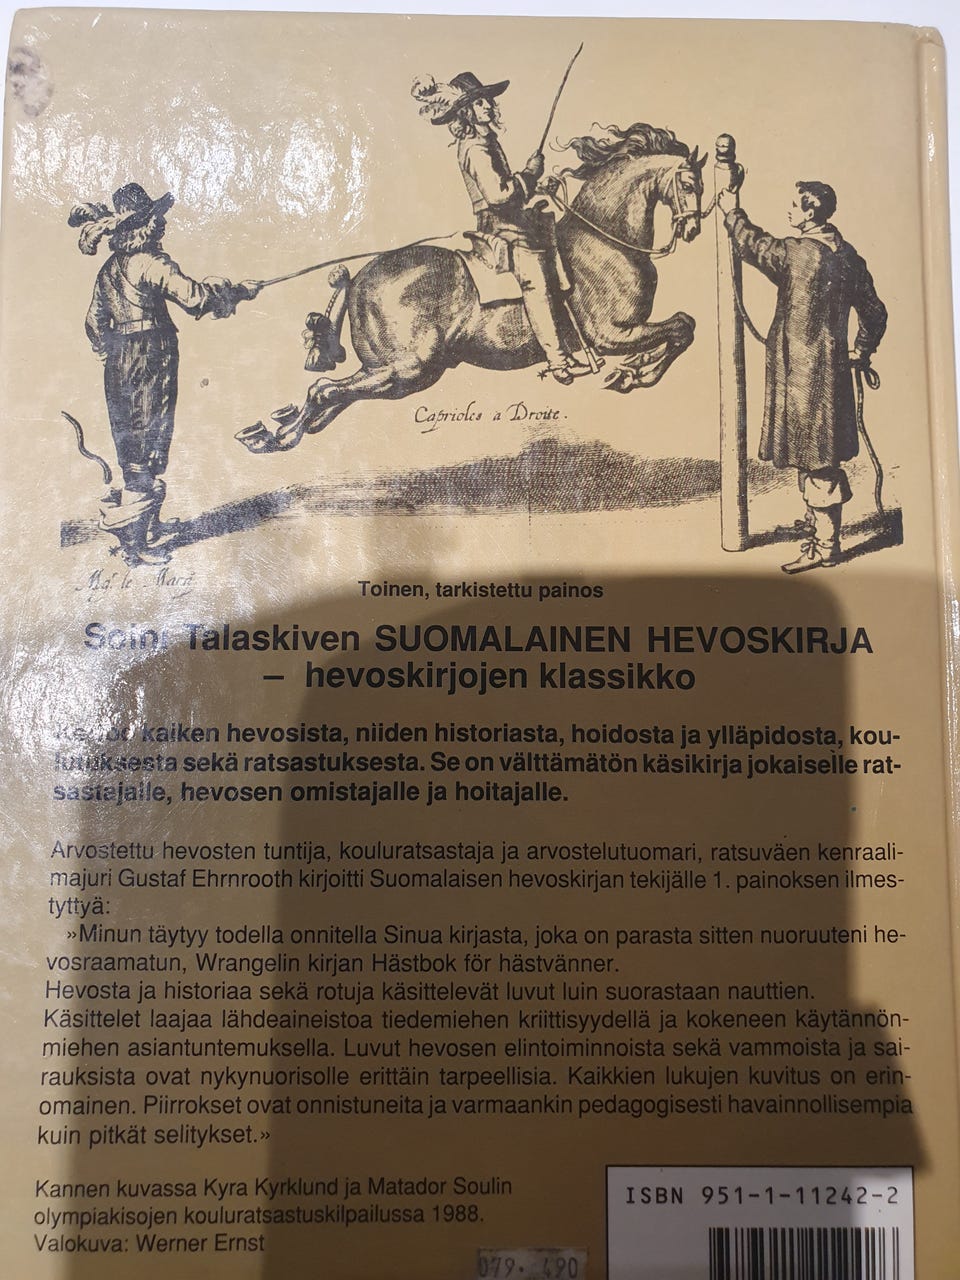 Caprioles a Droite.
Toinen, tarkistettu painos
Soini Talaskiven SUOMALAINEN HEVOSKIRJA
– hevoskirjojen klassikko
kaiken hevosista, niiden historiasta, hoidosta ja ylläpidosta, kou-
lutuksesta sekä ratsastuksesta. Se on välttämätön käsikirja jokaiselle rat-
sastajalle, hevosen omistajalle ja hoitajalle.
Arvostettu hevosten tuntija, kouluratsastaja ja arvostelutuomari, ratsuväen kenraali-
majuri Gustaf Ehrnrooth kirjoitti Suomalaisen hevoskirjan tekijälle 1. painoksen ilmes-
tyttyä:
»Minun täytyy todella onnitella Sinua kirjasta, joka on parasta sitten nuoruuteni he-
vosraamatun, Wrangelin kirjan Hästbok för hästvänner.
Hevosta ja historiaa sekä rotuja käsittelevät luvut luin suorastaan nauttien.
Käsittelet laajaa lähdeaineistoa tiedemiehen kriittisyydellä ja kokeneen käytännön-
miehen asiantuntemuksella. Luvut hevosen elintoiminnoista sekä vammoista ja sai-
rauksista ovat nykynuorisolle erittäin tarpeellisia. Kaikkien lukujen kuvitus on erin-
omainen. Piirrokset ovat onnistuneita ja varmaankin pedagogisesti havainnollisempia
kuin pitkät selitykset.»
Kannen kuvassa Kyra Kyrklund ja Matador Soulin
olympiakisojen kouluratsastuskilpailussa 1988.
Valokuva: Werner Ernst
ISBN 951-1-11242-2
079. 490